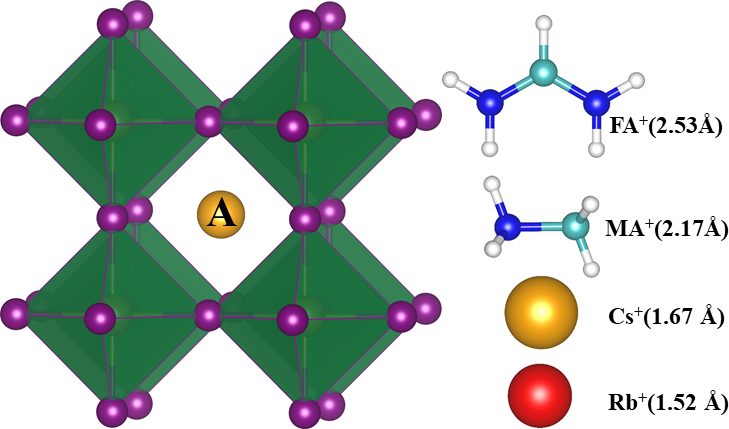 A
FA⁺(2.53Å)
MA⁺(2.17Å)
Cs⁺(1.67 Å)
Rb⁺(1.52 Å)